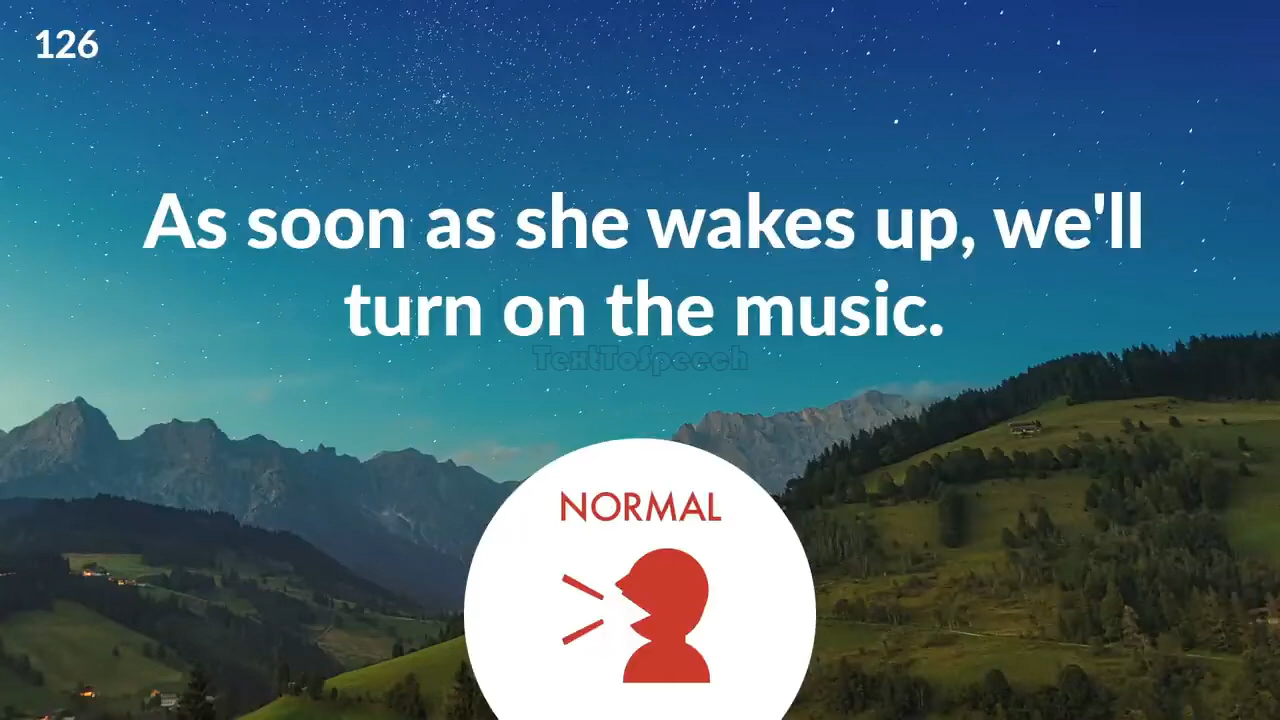 126
As soon as she wakes up, we'll
turn on the music.
TextToSpeech
NORMAL